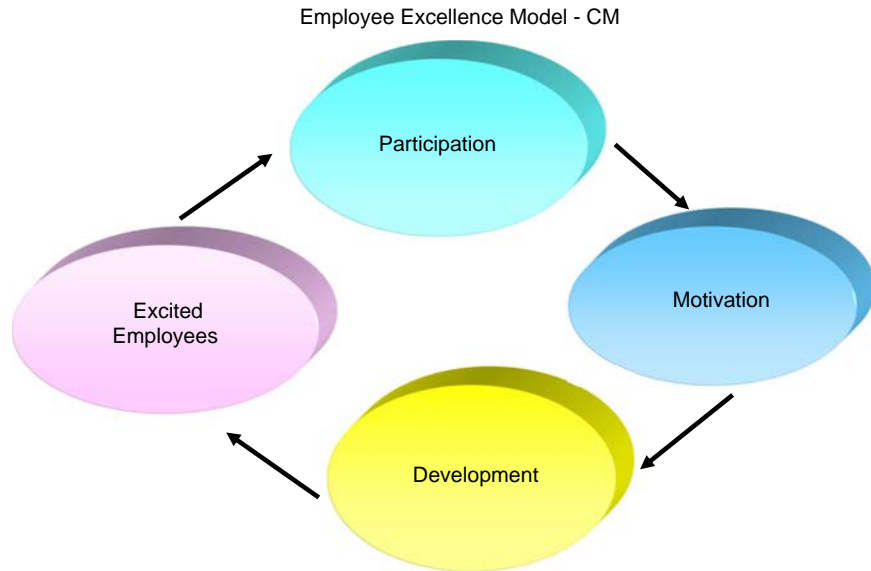 Employee Excellence Model - CM
Participation
Motivation
Excited
Employees
Development